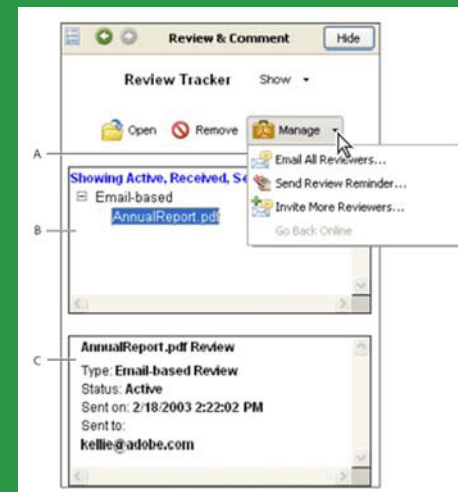 Review & Comment Hide
Review Tracker Show
Open Remove Manage
A
Email All Reviewers...
Showing Active, Received, Se
Send Review Reminder...
Email-based
Invite More Reviewers...
AnnualReport.pdf
B
Go Back Online
AnnualReport.pdf Review
C
Type: Email-based Review
Status: Active
Sent on: 2/18/2003 2:22:02 PM
Sent to:
kellie@adobe.com